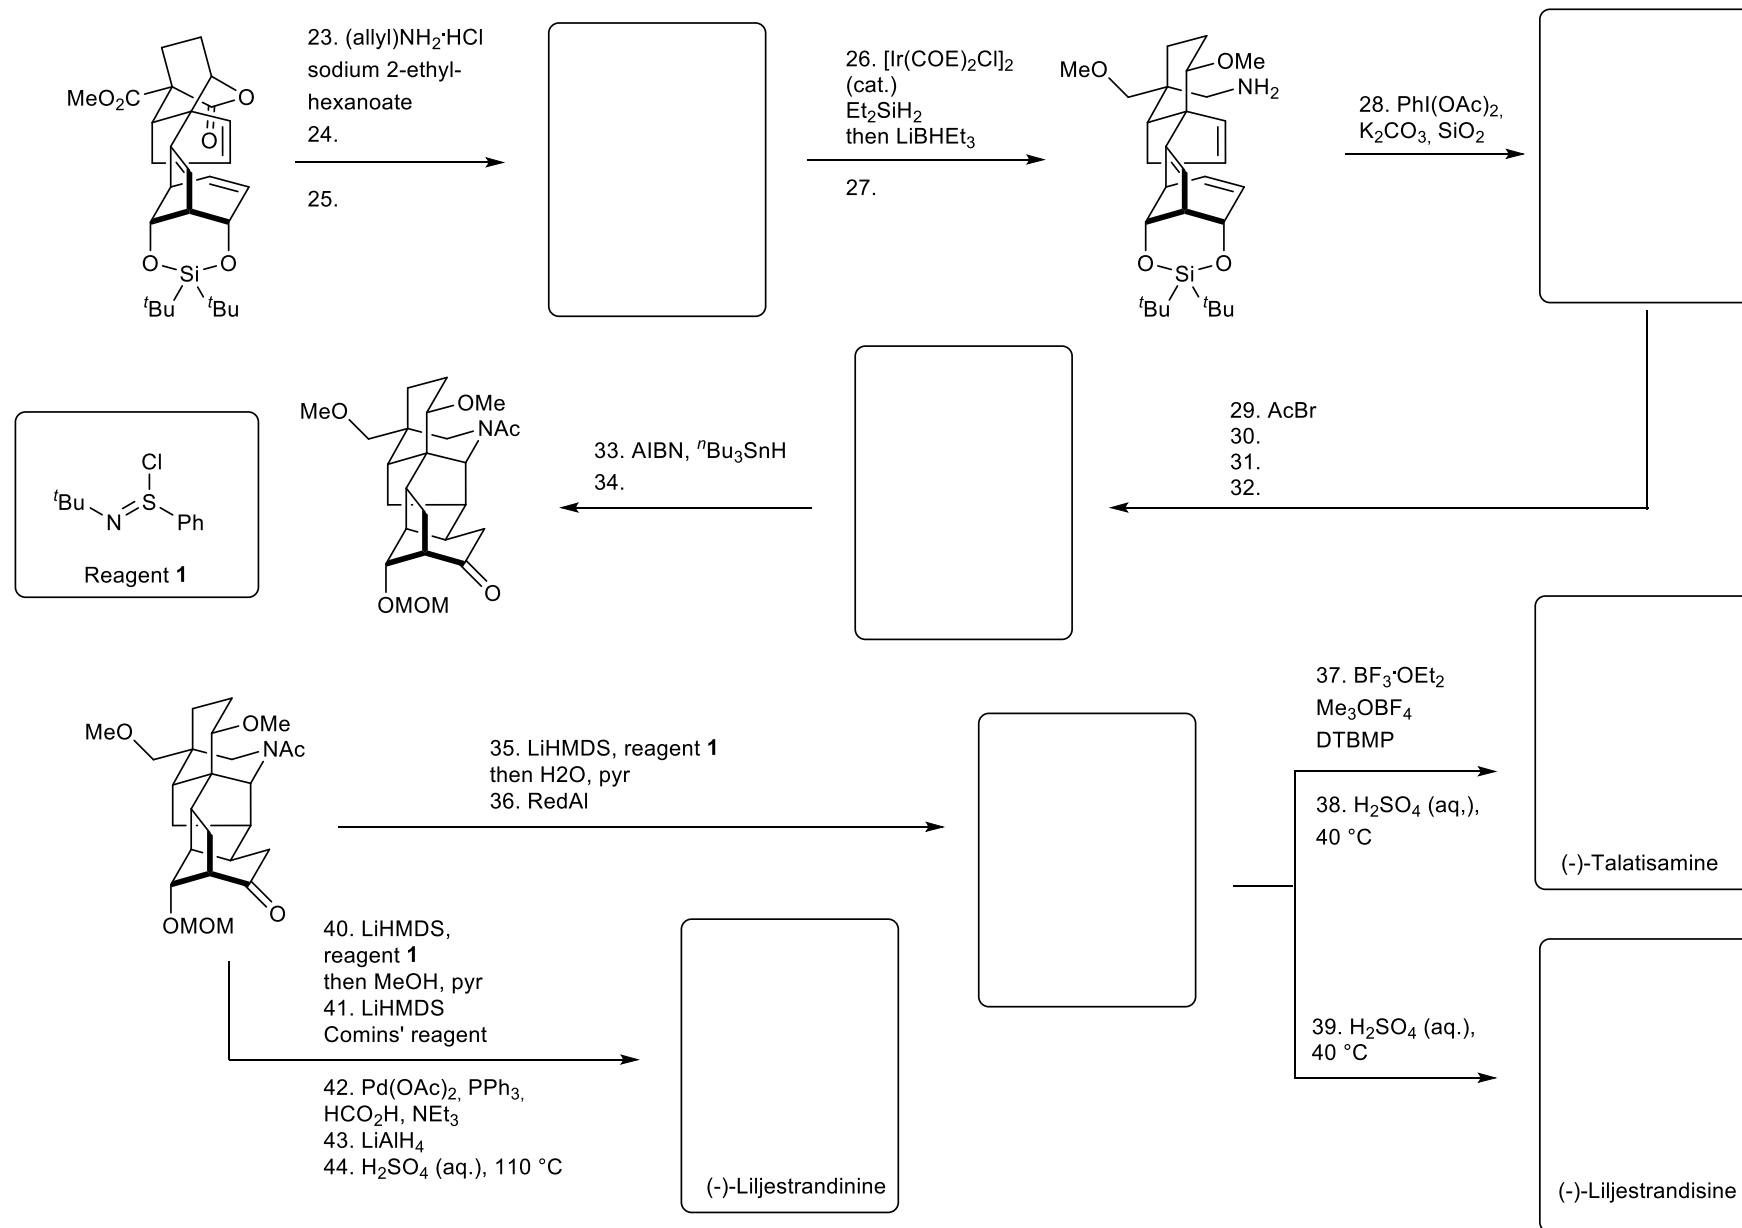 23. (allyl)NH2·HCl
sodium 2-ethyl-
hexanoate
24.
25.
MeO2C
O
O
O
O
Si
tBu
tBu
26. [Ir(COE)2Cl]2
(cat.)
Et2SiH2
then LiBHEt3
27.
MeO
OMe
NH2
O
O
Si
tBu
tBu
28. PhI(OAc)2,
K2CO3, SiO2
29. AcBr
30.
31.
32.
33. AIBN, nBu3SnH
34.
MeO
OMe
NAc
OMOM
O
Cl
tBu
N
S
Ph
Reagent 1
MeO
OMe
NAc
OMOM
O
35. LiHMDS, reagent 1
then H2O, pyr
36. RedAl
37. BF3·OEt2
Me3OBF4
DTBMP
38. H2SO4 (aq,),
40 °C
(-)-Talatisamine
39. H2SO4 (aq.),
40 °C
(-)-Liljestrandisine
40. LiHMDS,
reagent 1
then MeOH, pyr
41. LiHMDS
Comins' reagent
42. Pd(OAc)2, PPh3,
HCO2H, NEt3
43. LiAlH4
44. H2SO4 (aq.), 110 °C
(-)-Liljestrandinine